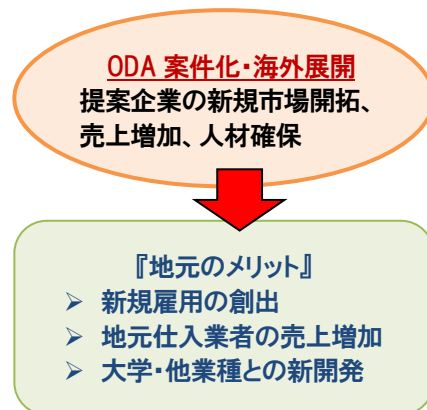 ODA 案件化・海外展開
提案企業の新規市場開拓、
売上増加、人材確保
『地元のメリット』
➢ 新規雇用の創出
➢ 地元仕入業者の売上増加
➢ 大学・他業種との新開発